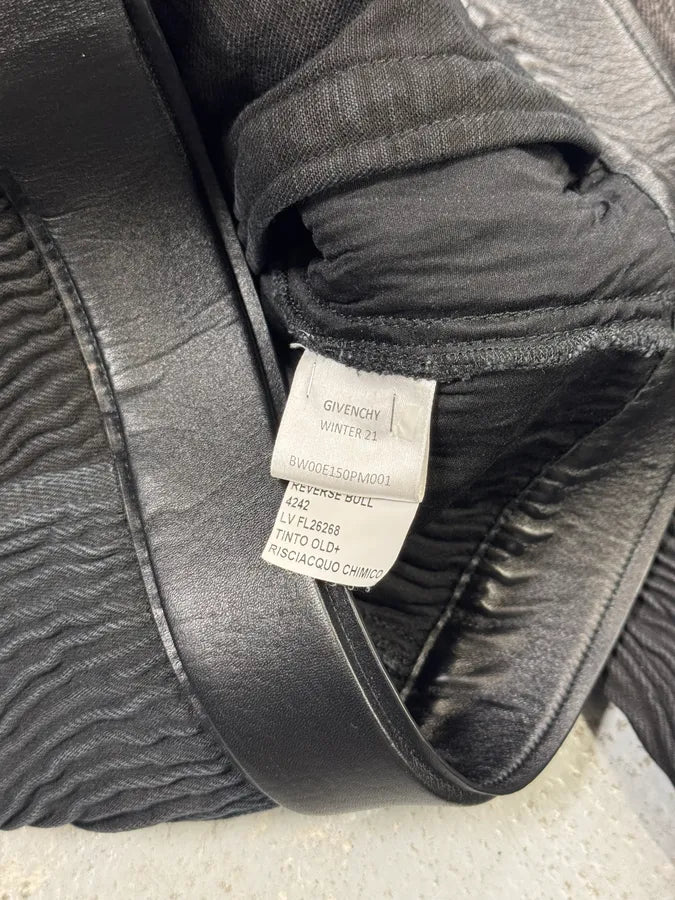 GIVENCHY
WINTER 21
BW00E150PM001
REVERSE BULL
4242
LV FL26268
TINTO OLD+
RISCIACQUO CHIMICO